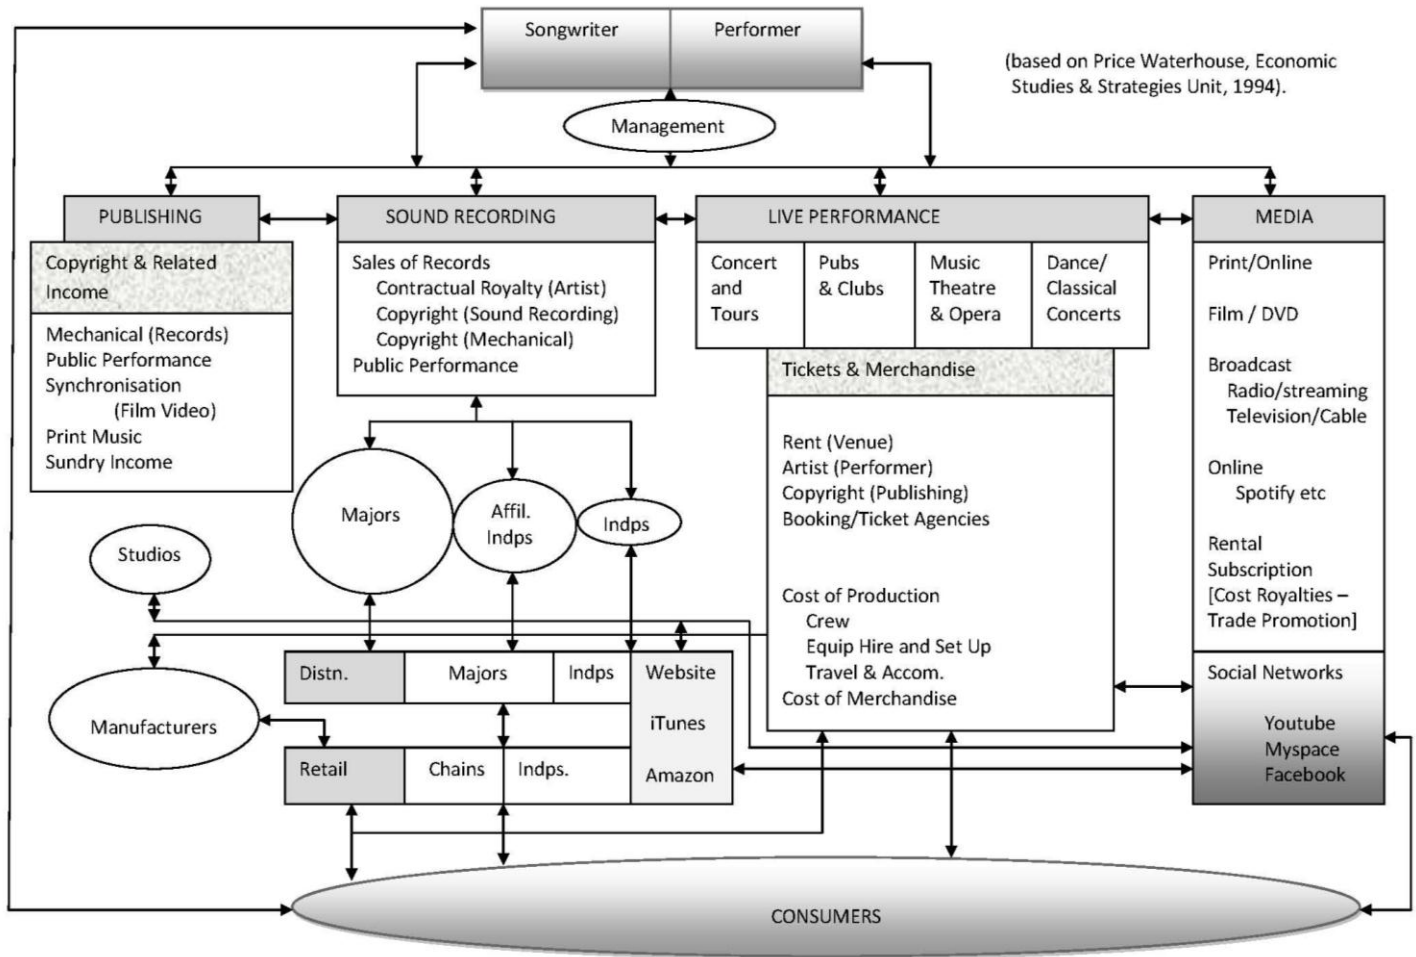 Songwriter
Performer
(based on Price Waterhouse, Economic
Studies & Strategies Unit, 1994).
Management
PUBLISHING
Copyright & Related
Income
Mechanical (Records)
Public Performance
Synchronisation
(Film Video)
Print Music
Sundry Income
SOUND RECORDING
Sales of Records
Contractual Royalty (Artist)
Copyright (Sound Recording)
Copyright (Mechanical)
Public Performance
LIVE PERFORMANCE
Concert
and
Tours
Pubs
& Clubs
Music
Theatre
& Opera
Dance/
Classical
Concerts
Tickets & Merchandise
Rent (Venue)
Artist (Performer)
Copyright (Publishing)
Booking/Ticket Agencies
Cost of Production
Crew
Equip Hire and Set Up
Travel & Accom.
Cost of Merchandise
MEDIA
Print/Online
Film / DVD
Broadcast
Radio/streaming
Television/Cable
Online
Spotify etc
Rental
Subscription
[Cost Royalties –
Trade Promotion]
Social Networks
Youtube
Myspace
Facebook
Majors
Affil.
Indps
Indps
Studios
Manufacturers
Distn.
Majors
Indps
Website
iTunes
Amazon
Retail
Chains
Indps.
CONSUMERS